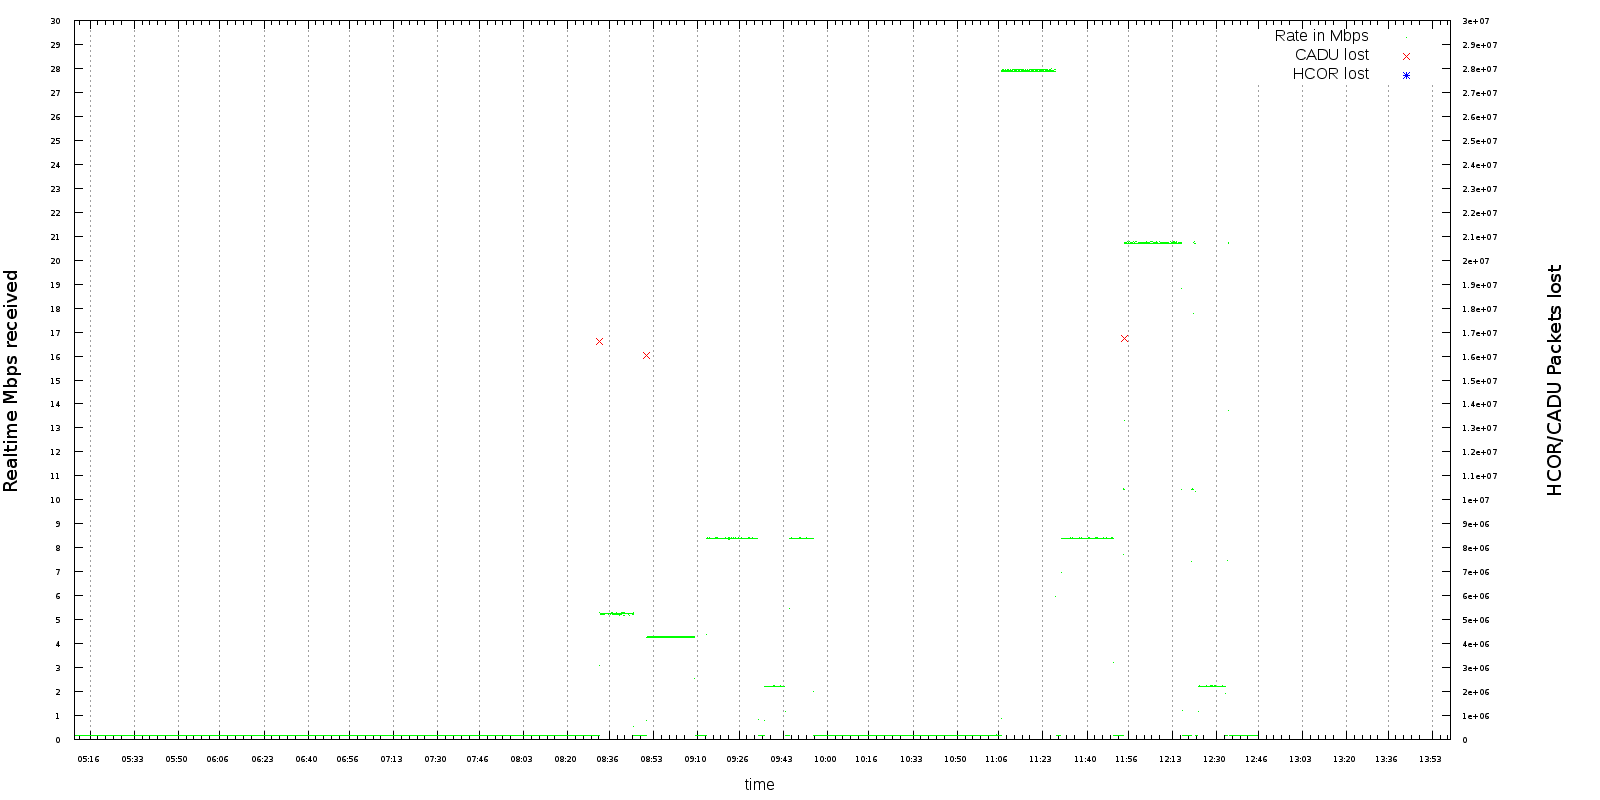 Rate in Mbps
CADU lost
HCOR lost
Realtime Mbps received
30
29
28
27
26
25
24
23
22
21
20
19
18
17
16
15
14
13
12
11
10
9
8
7
6
5
4
3
2
1
0
3e+07
2.9e+07
2.8e+07
2.7e+07
2.6e+07
2.5e+07
2.4e+07
2.3e+07
2.2e+07
2.1e+07
2e+07
1.9e+07
1.8e+07
1.7e+07
1.6e+07
1.5e+07
1.4e+07
1.3e+07
1.2e+07
1.1e+07
1e+07
9e+06
8e+06
7e+06
6e+06
5e+06
4e+06
3e+06
2e+06
1e+06
0
HCOR/CADU Packets lost
05:16 05:33 05:50 06:06 06:23 06:40 06:56 07:13 07:30 07:46 08:03 08:20 08:36 08:53 09:10 09:26 09:43 10:00 10:16 10:33 10:50 11:06 11:23 11:40 11:56 12:13 12:30 12:46 13:03 13:20 13:36 13:53
time